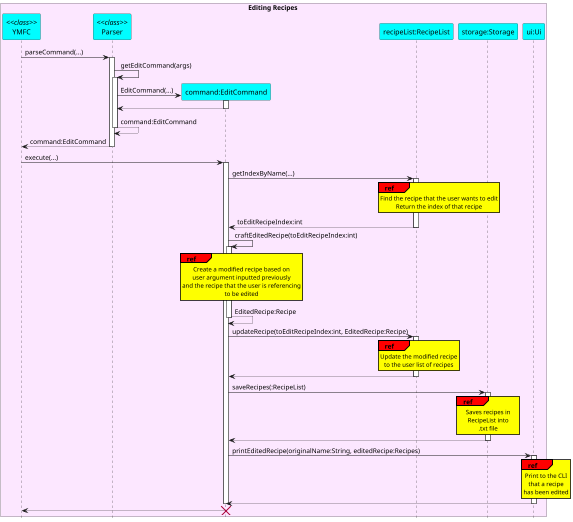 Editing Recipes
<<class>>
YMFC
<<class>>
Parser
recipeList:RecipeList
storage:Storage
ui:Ui
parseCommand(...)
getEditCommand(args)
EditCommand(...)
command:EditCommand
command:EditCommand
command:EditCommand
execute(...)
getIndexByName(...)
ref
Find the recipe that the user wants to edit
Return the index of that recipe
toEditRecipeIndex:int
craftEditedRecipe(toEditRecipeIndex:int)
ref
Create a modified recipe based on
user argument inputted previously
and the recipe that the user is referencing
to be edited
EditedRecipe:Recipe
updateRecipe(toEditRecipeIndex:int, EditedRecipe:Recipe)
ref
Update the modified recipe
to the user list of recipes
saveRecipes(:RecipeList)
ref
Saves recipes in
RecipeList into
.txt file
printEditedRecipe(originalName:String, editedRecipe:Recipes)
ref
Print to the CLI
that a recipe
has been edited